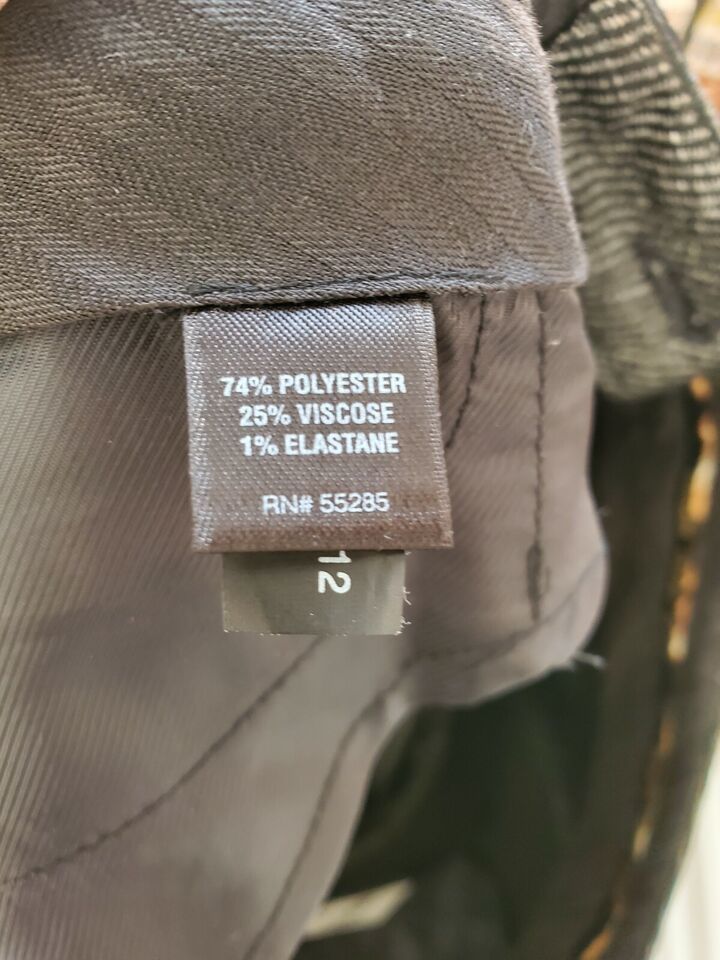 74% POLYESTER
25% VISCOSE
1% ELASTANE
RN# 55285
12